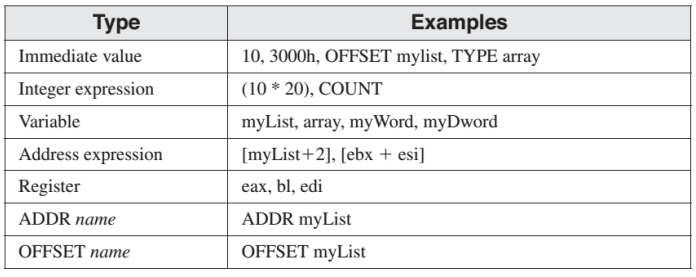 Type Examples
Immediate value 10, 3000h, OFFSET mylist, TYPE array
Integer expression (10 * 20), COUNT
Variable myList, array, myWord, myDword
Address expression [myList+2], [ebx + esi]
Register eax, bl, edi
ADDR name ADDR myList
OFFSET name OFFSET myList